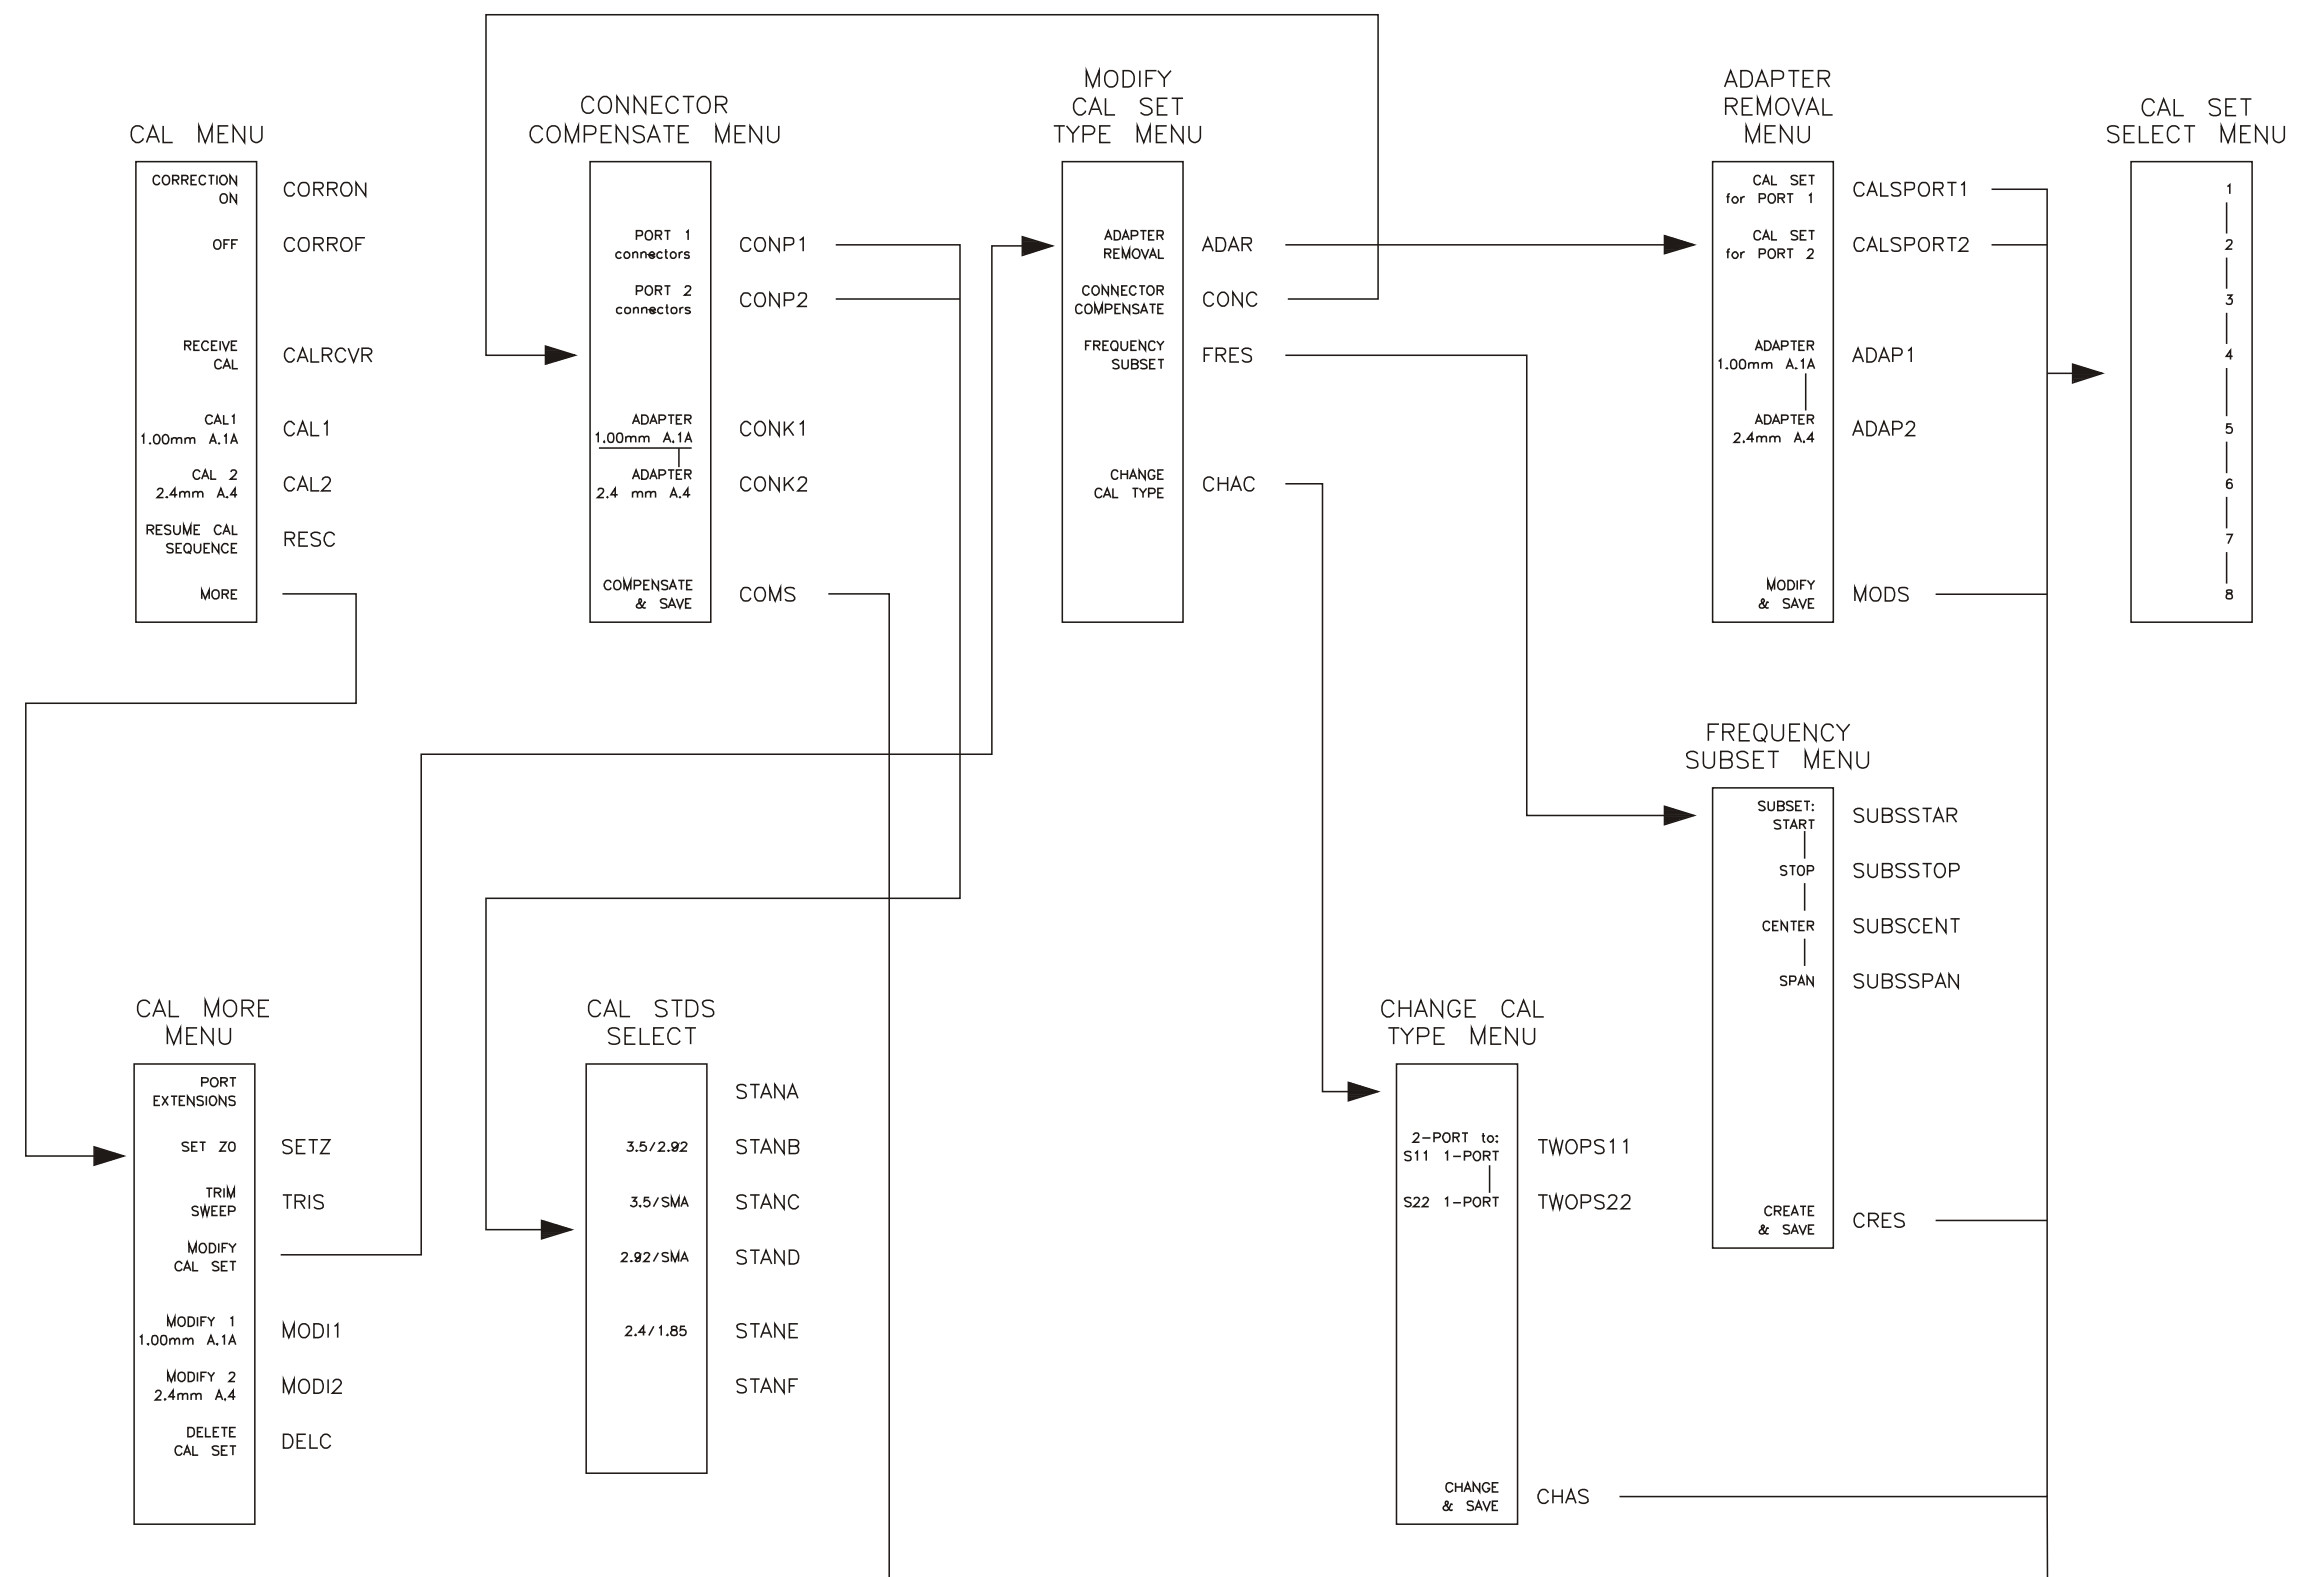 CAL MENU
CORRECTION
ON
CORRON
OFF
CORROF
RECEIVE
CAL
CALRCVR
CAL1
1.00mm A.1A
CAL1
CAL 2
2.4mm A.4
CAL2
RESUME CAL
SEQUENCE
RESC
MORE
CONNECTOR
COMPENSATE MENU
PORT 1
connectors
CONP1
PORT 2
connectors
CONP2
ADAPTER
1.00mm A.1A
CONK1
ADAPTER
2.4 mm A.4
CONK2
COMPENSATE
& SAVE
COMS
MODIFY
CAL SET
TYPE MENU
ADAPTER
REMOVAL
ADAR
CONNECTOR
COMPENSATE
CONC
FREQUENCY
SUBSET
FRES
CHANGE
CAL TYPE
CHAC
ADAPTER
REMOVAL
MENU
CAL SET
for PORT 1
CALSPORT1
CAL SET
for PORT 2
CALSPORT2
ADAPTER
1.00mm A.1A
ADAP1
ADAPTER
2.4mm A.4
ADAP2
MODIFY
& SAVE
MODS
CAL SET
SELECT MENU
1
2
3
4
5
6
7
8
CAL MORE
MENU
PORT
EXTENSIONS
SET ZO
SETZ
TRIM
SWEEP
TRIS
MODIFY
CAL SET
MODIFY 1
1.00mm A.1A
MODI1
MODIFY 2
2.4mm A.4
MODI2
DELETE
CAL SET
DELC
CAL STDS
SELECT
STANA
3.5/2.92
STANB
3.5/SMA
STANC
2.92/SMA
STAND
2.4/1.85
STANE
STANF
CHANGE CAL
TYPE MENU
2-PORT to:
S11 1-PORT
TWOPS11
S22 1-PORT
TWOPS22
CHANGE
& SAVE
CHAS
FREQUENCY
SUBSET MENU
SUBSET:
START
SUBSSTAR
STOP
SUBSSTOP
CENTER
SUBSCENT
SPAN
SUBSSPAN
CREATE
& SAVE
CRES